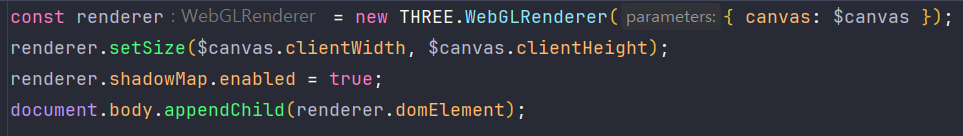 const renderer : WebGLRenderer = new THREE.WebGLRenderer( parameters: { canvas: $canvas });
renderer.setSize($canvas.clientWidth, $canvas.clientHeight);
renderer.shadowMap.enabled = true;
document.body.appendChild(renderer.domElement);